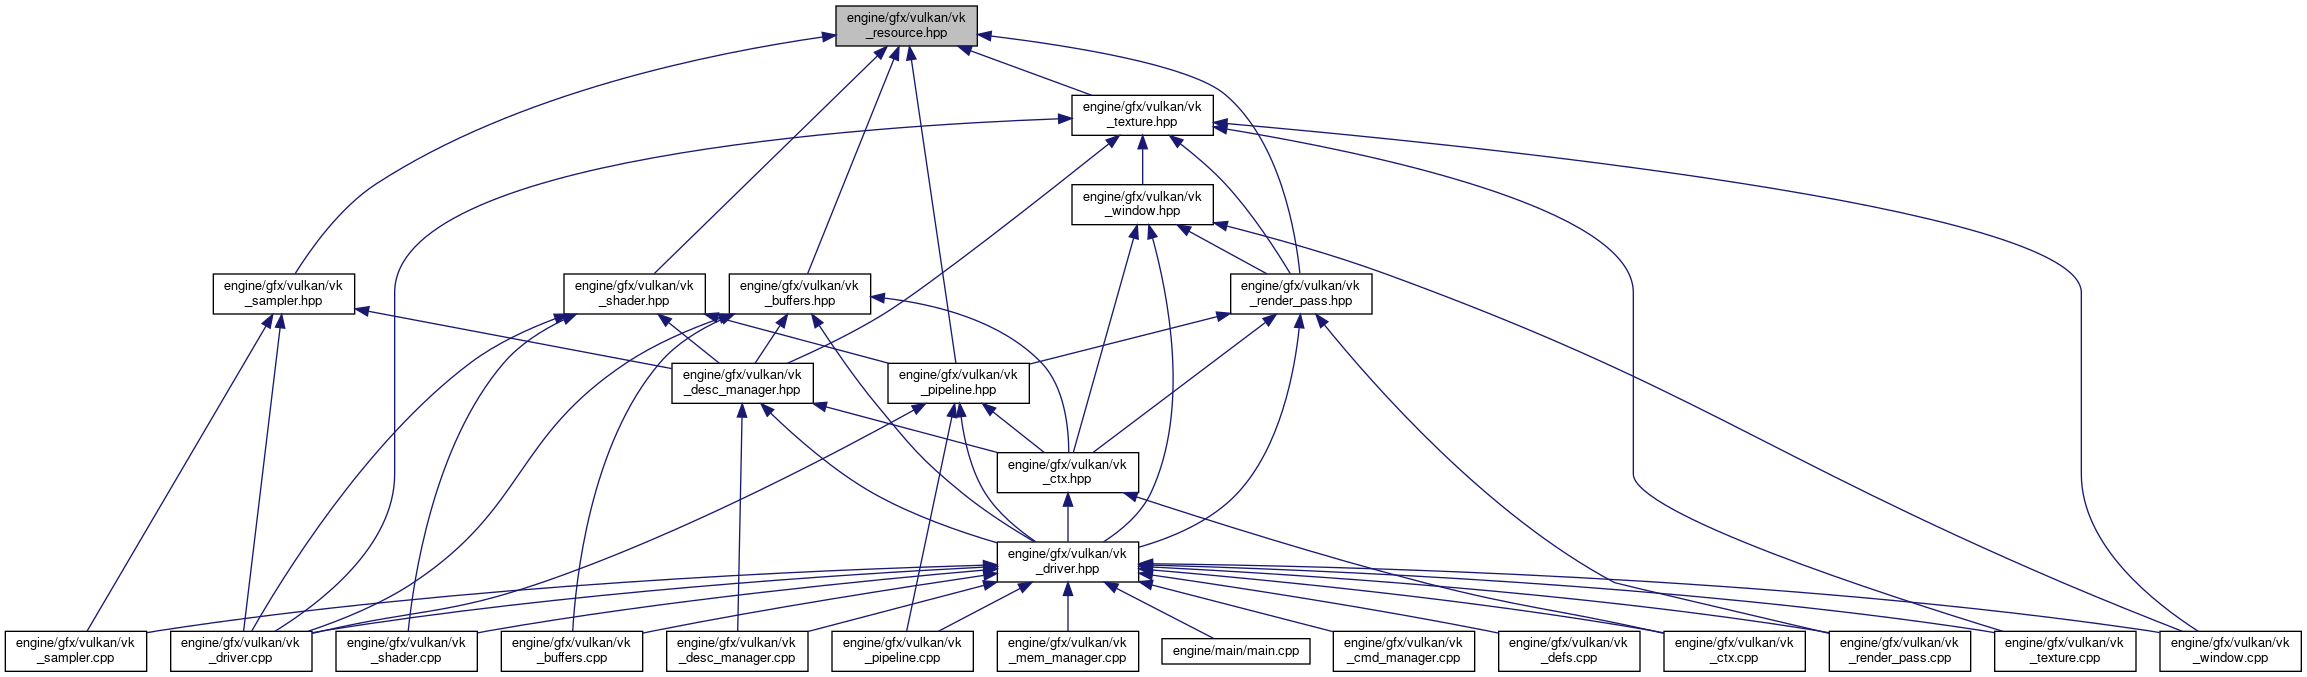 engine/gfx/vulkan/vk
_resource.hpp
engine/gfx/vulkan/vk
_texture.hpp
engine/gfx/vulkan/vk
_window.hpp
engine/gfx/vulkan/vk
_sampler.hpp
engine/gfx/vulkan/vk
_shader.hpp
engine/gfx/vulkan/vk
_buffers.hpp
engine/gfx/vulkan/vk
_render_pass.hpp
engine/gfx/vulkan/vk
_desc_manager.hpp
engine/gfx/vulkan/vk
_pipeline.hpp
engine/gfx/vulkan/vk
_ctx.hpp
engine/gfx/vulkan/vk
_driver.hpp
engine/gfx/vulkan/vk
_sampler.cpp
engine/gfx/vulkan/vk
_driver.cpp
engine/gfx/vulkan/vk
_shader.cpp
engine/gfx/vulkan/vk
_buffers.cpp
engine/gfx/vulkan/vk
_desc_manager.cpp
engine/gfx/vulkan/vk
_pipeline.cpp
engine/gfx/vulkan/vk
_mem_manager.cpp
engine/main/main.cpp
engine/gfx/vulkan/vk
_cmd_manager.cpp
engine/gfx/vulkan/vk
_defs.cpp
engine/gfx/vulkan/vk
_ctx.cpp
engine/gfx/vulkan/vk
_render_pass.cpp
engine/gfx/vulkan/vk
_texture.cpp
engine/gfx/vulkan/vk
_window.cpp